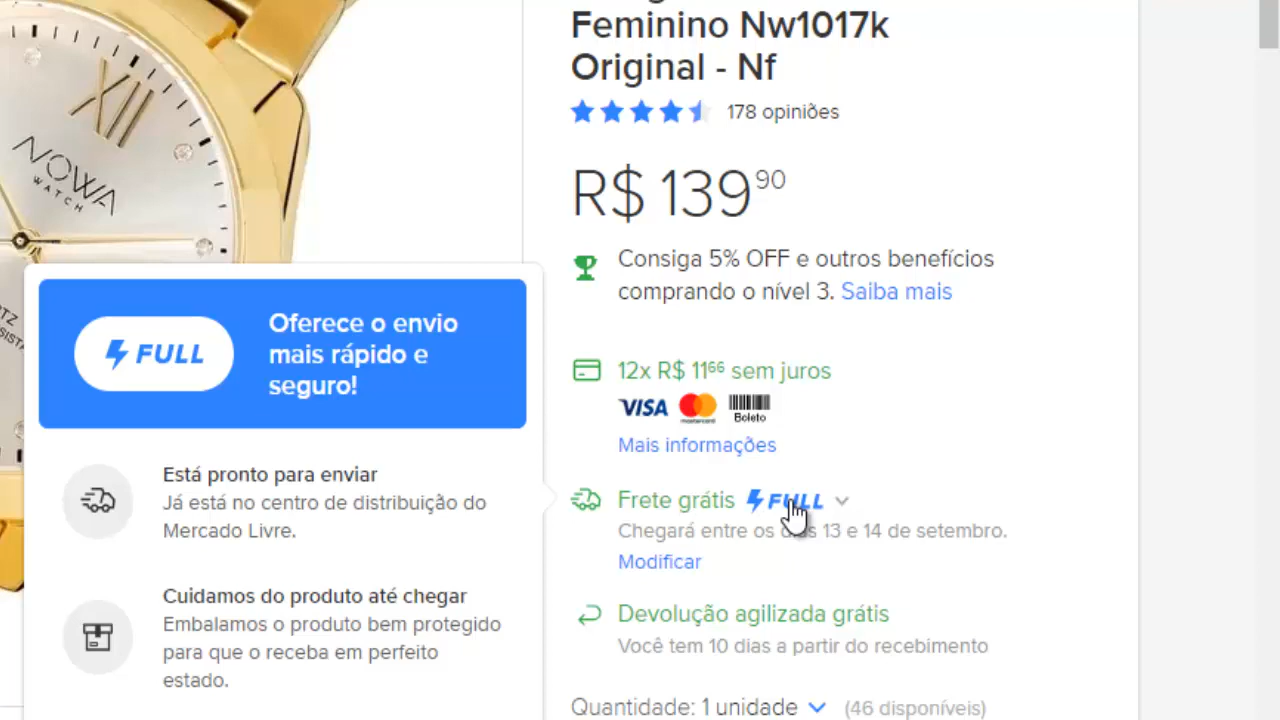 XII
NOWA
WATCH
Feminino Nw1017k
Original - Nf
178 opiniões
R$ 139 90
Consiga 5% OFF e outros benefícios
comprando o nível 3. Saiba mais
12x R$ 11 66 sem juros
VISA mastercard Boleto
Mais informações
Frete grátis FULL
Chegará entre os dias 13 e 14 de setembro.
Modificar
Devolução agilizada grátis
Você tem 10 dias a partir do recebimento
Quantidade: 1 unidade (46 disponíveis)
FULL
Oferece o envio
mais rápido e
seguro!
Está pronto para enviar
Já está no centro de distribuição do
Mercado Livre.
Cuidamos do produto até chegar
Embalamos o produto bem protegido
para que o receba em perfeito
estado.